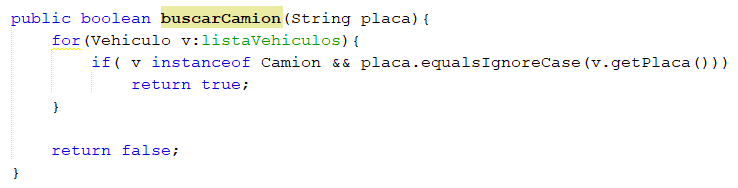 public boolean buscarCamion(String placa){
    for(Vehiculo v:listaVehiculos){
        if( v instanceof Camion && placa.equalsIgnoreCase(v.getPlaca()))
            return true;
    }
    return false;
}